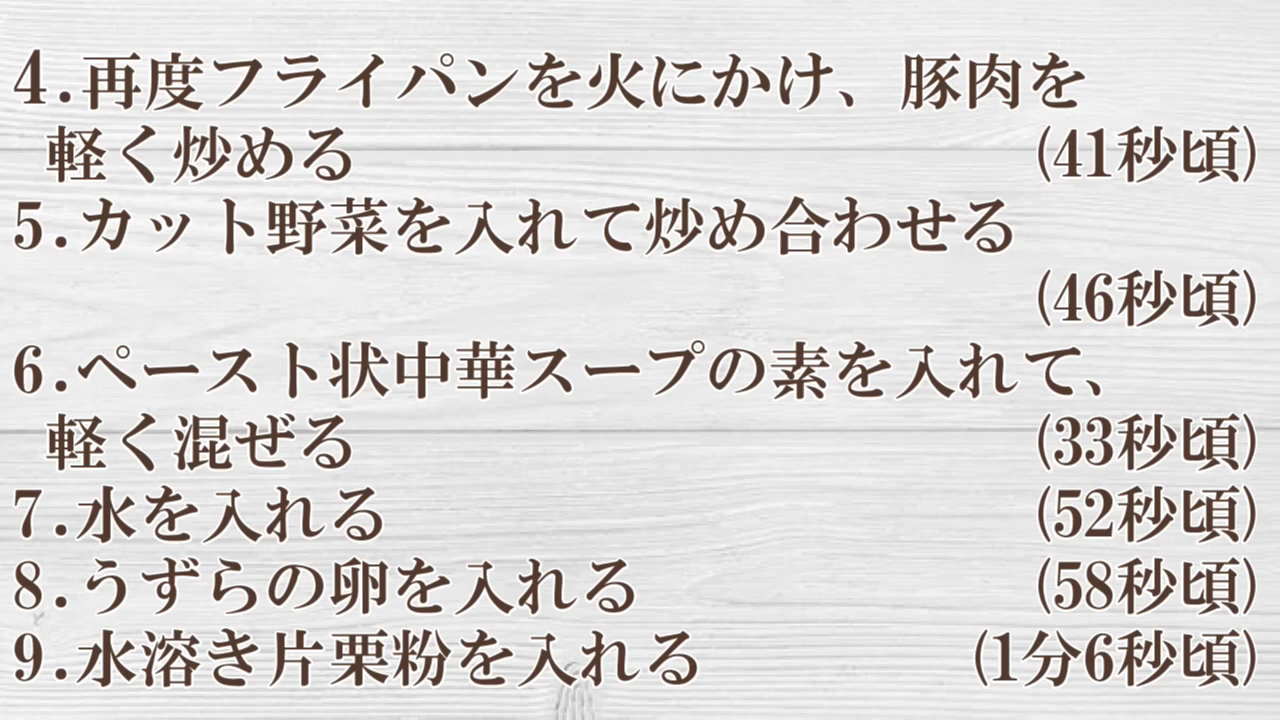 4.再度フライパンを火にかけ、豚肉を
軽く炒める (41秒頃)
5.カット野菜を入れて炒め合わせる
(46秒頃)
6.ペースト状中華スープの素を入れて、
軽く混ぜる (33秒頃)
7.水を入れる (52秒頃)
8.うずらの卵を入れる (58秒頃)
9.水溶き片栗粉を入れる (1分6秒頃)